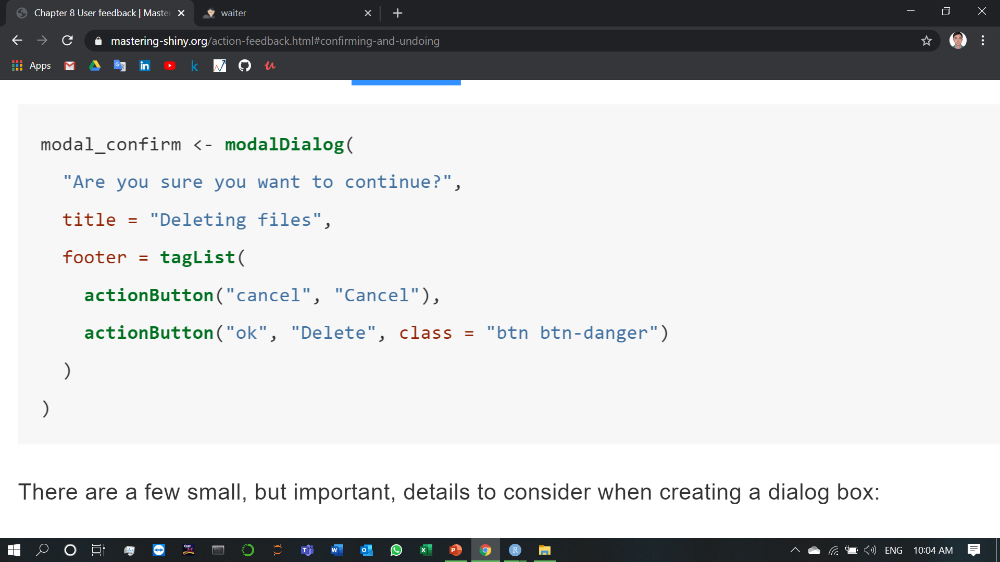 Chapter 8 User feedback | Maste
waiter
mastering-shiny.org/action-feedback.html#confirming-and-undoing
Apps
modal_confirm <- modalDialog(
"Are you sure you want to continue?",
title = "Deleting files",
footer = tagList(
actionButton("cancel", "Cancel"),
actionButton("ok", "Delete", class = "btn btn-danger")
)
)
There are a few small, but important, details to consider when creating a dialog box:
ENG 10:04 AM